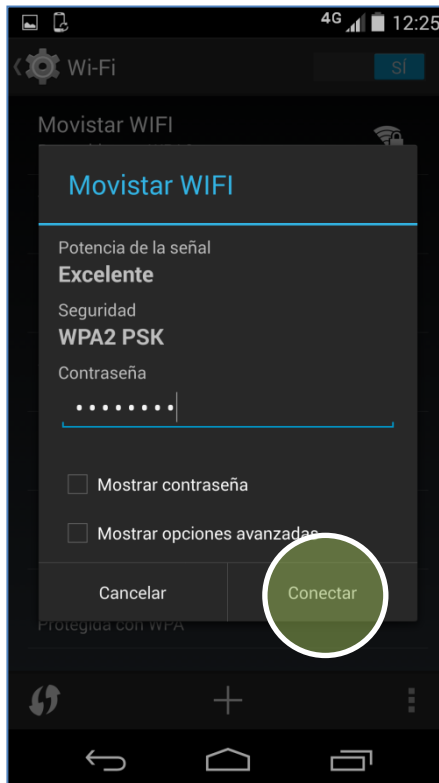 4G 12:25
Wi-Fi SÍ
Movistar WIFI
Movistar WIFI
Potencia de la señal
Excelente
Seguridad
WPA2 PSK
Contraseña
••••••••
Mostrar contraseña
Mostrar opciones avanzadas
Cancelar Conectar
Protegida con WPA